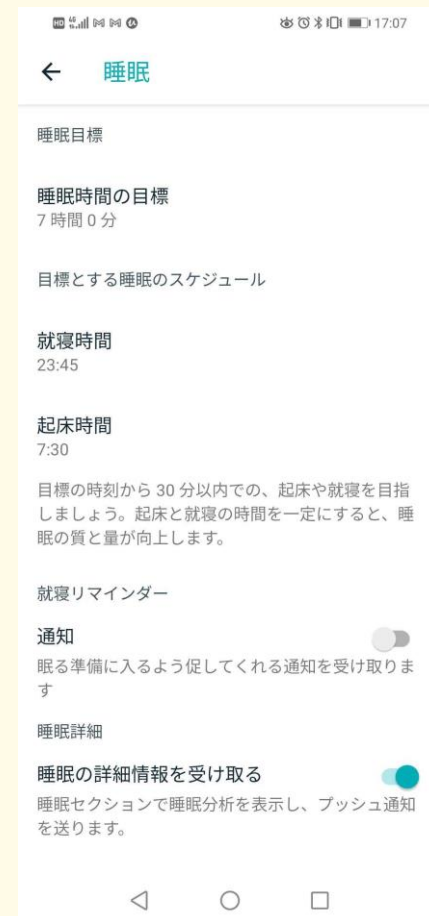 HD 4G 17:07
睡眠
睡眠目標
睡眠時間の目標
7 時間 0 分
目標とする睡眠のスケジュール
就寝時間
23:45
起床時間
7:30
目標の時刻から 30 分以内での、起床や就寝を目指
しましょう。起床と就寝の時間を一定にすると、睡
眠の質と量が向上します。
就寝リマインダー
通知
眠る準備に入るよう促してくれる通知を受け取りま
す
睡眠詳細
睡眠の詳細情報を受け取る
睡眠セクションで睡眠分析を表示し、プッシュ通知
を送ります。